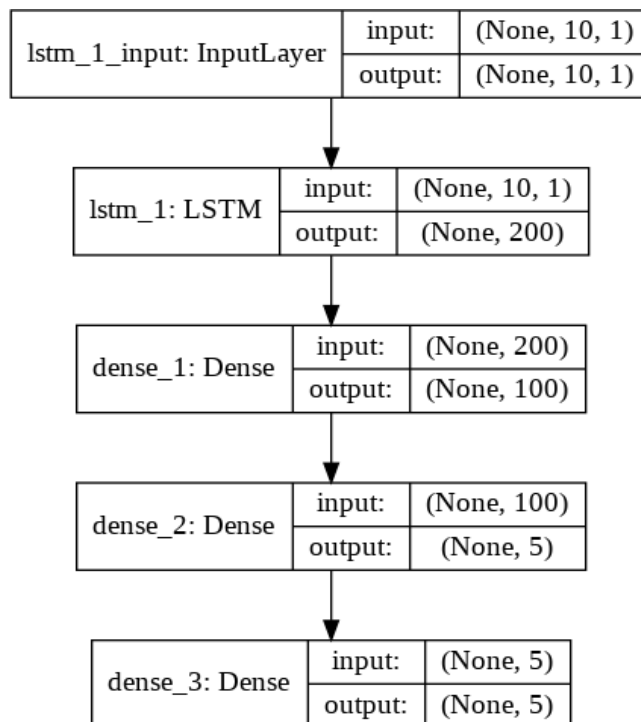 lstm_1_input: InputLayer
input: (None, 10, 1)
output: (None, 10, 1)
lstm_1: LSTM
input: (None, 10, 1)
output: (None, 200)
dense_1: Dense
input: (None, 200)
output: (None, 100)
dense_2: Dense
input: (None, 100)
output: (None, 5)
dense_3: Dense
input: (None, 5)
output: (None, 5)